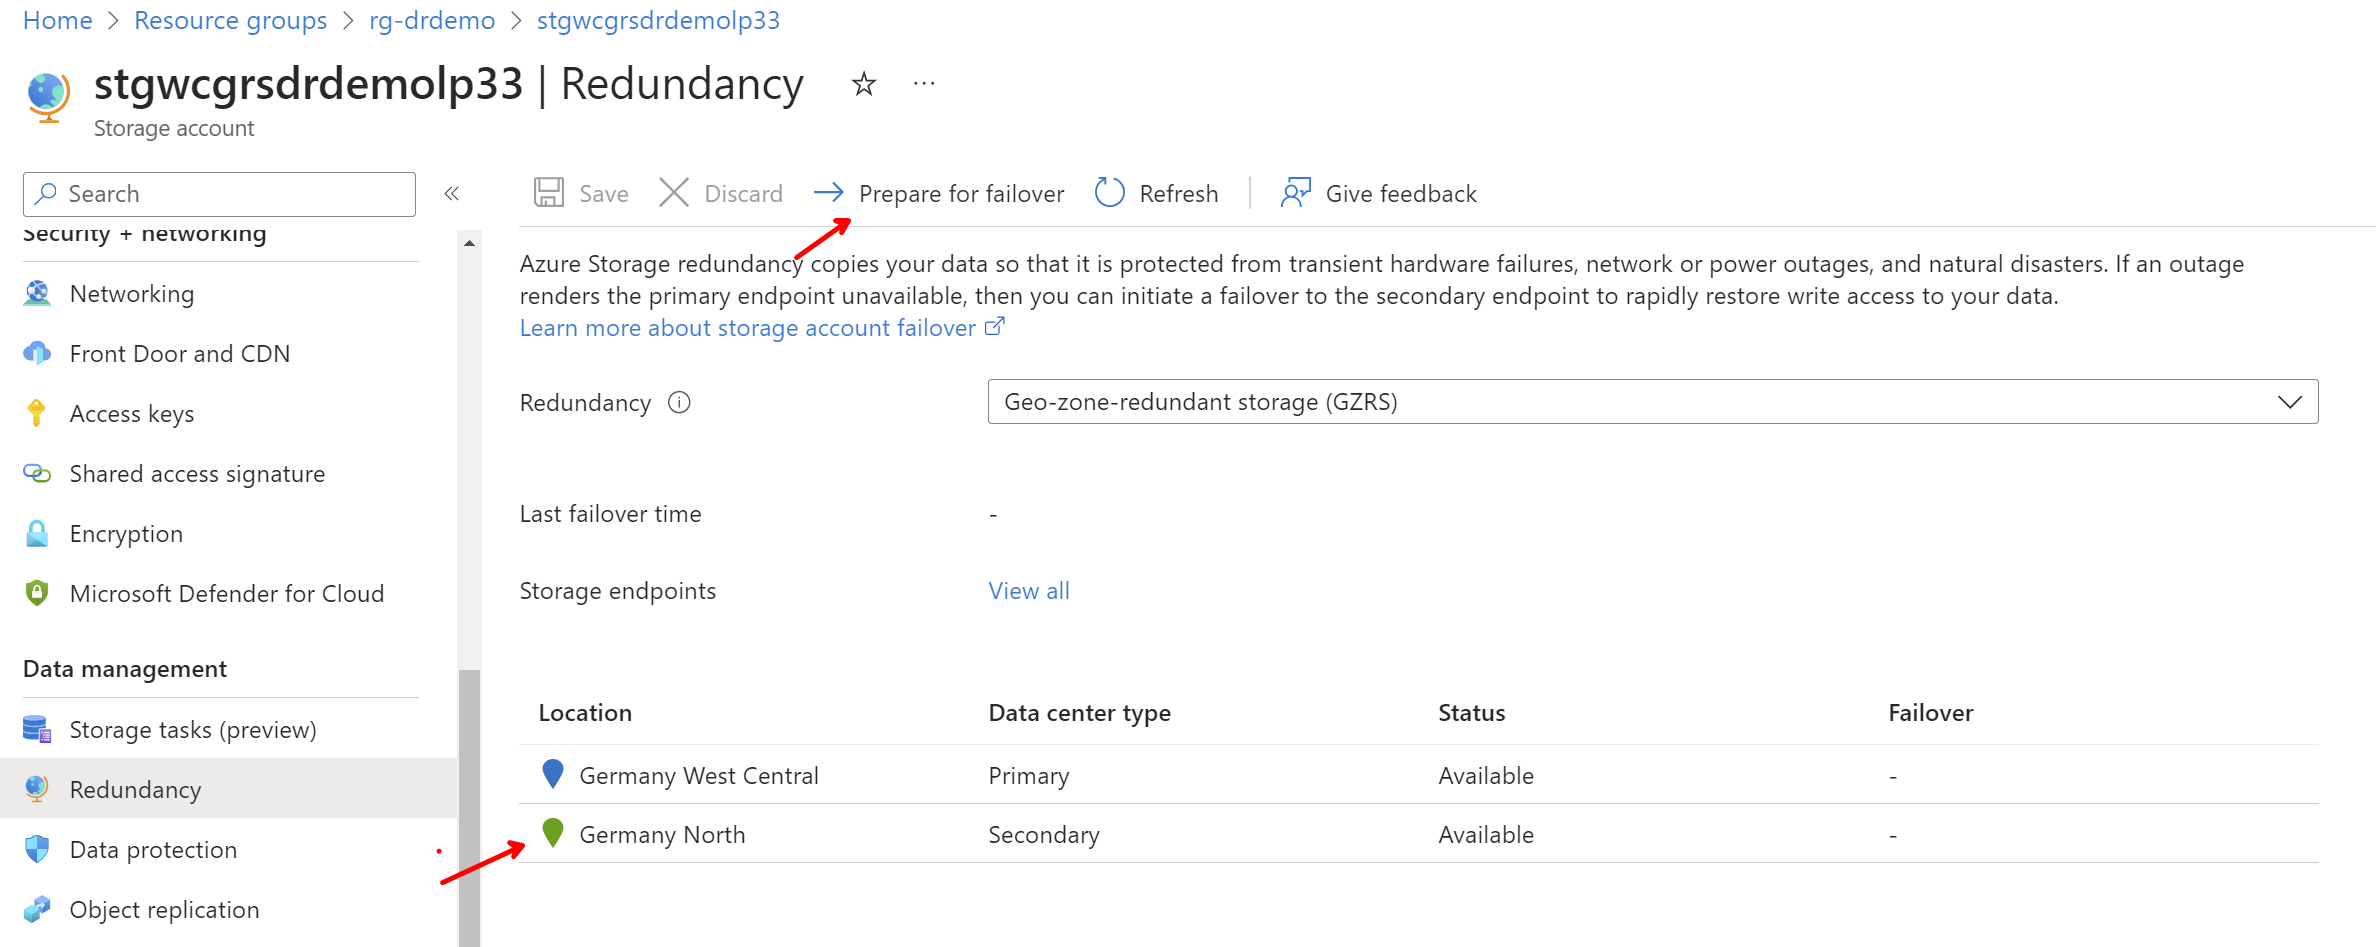 Home > Resource groups > rg-drdemo > stgwcgrsdrdemolp33
stgwcgrsdrdemolp33 | Redundancy ☆ ···
Storage account
Search «
Save Discard Prepare for failover Refresh Give feedback
Security + networking
Networking
Front Door and CDN
Access keys
Shared access signature
Encryption
Microsoft Defender for Cloud
Data management
Storage tasks (preview)
Redundancy
Data protection
Object replication
Azure Storage redundancy copies your data so that it is protected from transient hardware failures, network or power outages, and natural disasters. If an outage
renders the primary endpoint unavailable, then you can initiate a failover to the secondary endpoint to rapidly restore write access to your data.
Learn more about storage account failover
Redundancy Geo-zone-redundant storage (GZRS)
Last failover time -
Storage endpoints View all
Location Data center type Status Failover
Germany West Central Primary Available -
Germany North Secondary Available -